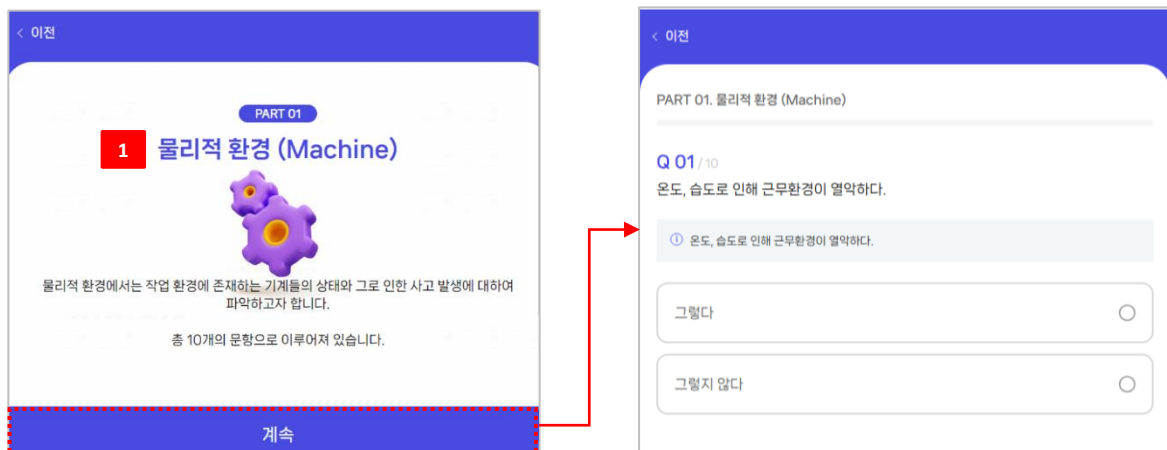 < 이전
PART 01
1 물리적 환경 (Machine)
물리적 환경에서는 작업 환경에 존재하는 기계들의 상태와 그로 인한 사고 발생에 대하여
파악하고자 합니다.
총 10개의 문항으로 이루어져 있습니다.
계속
< 이전
PART 01. 물리적 환경 (Machine)
Q 01 / 10
온도, 습도로 인해 근무환경이 열악하다.
온도, 습도로 인해 근무환경이 열악하다.
그렇다
그렇지 않다